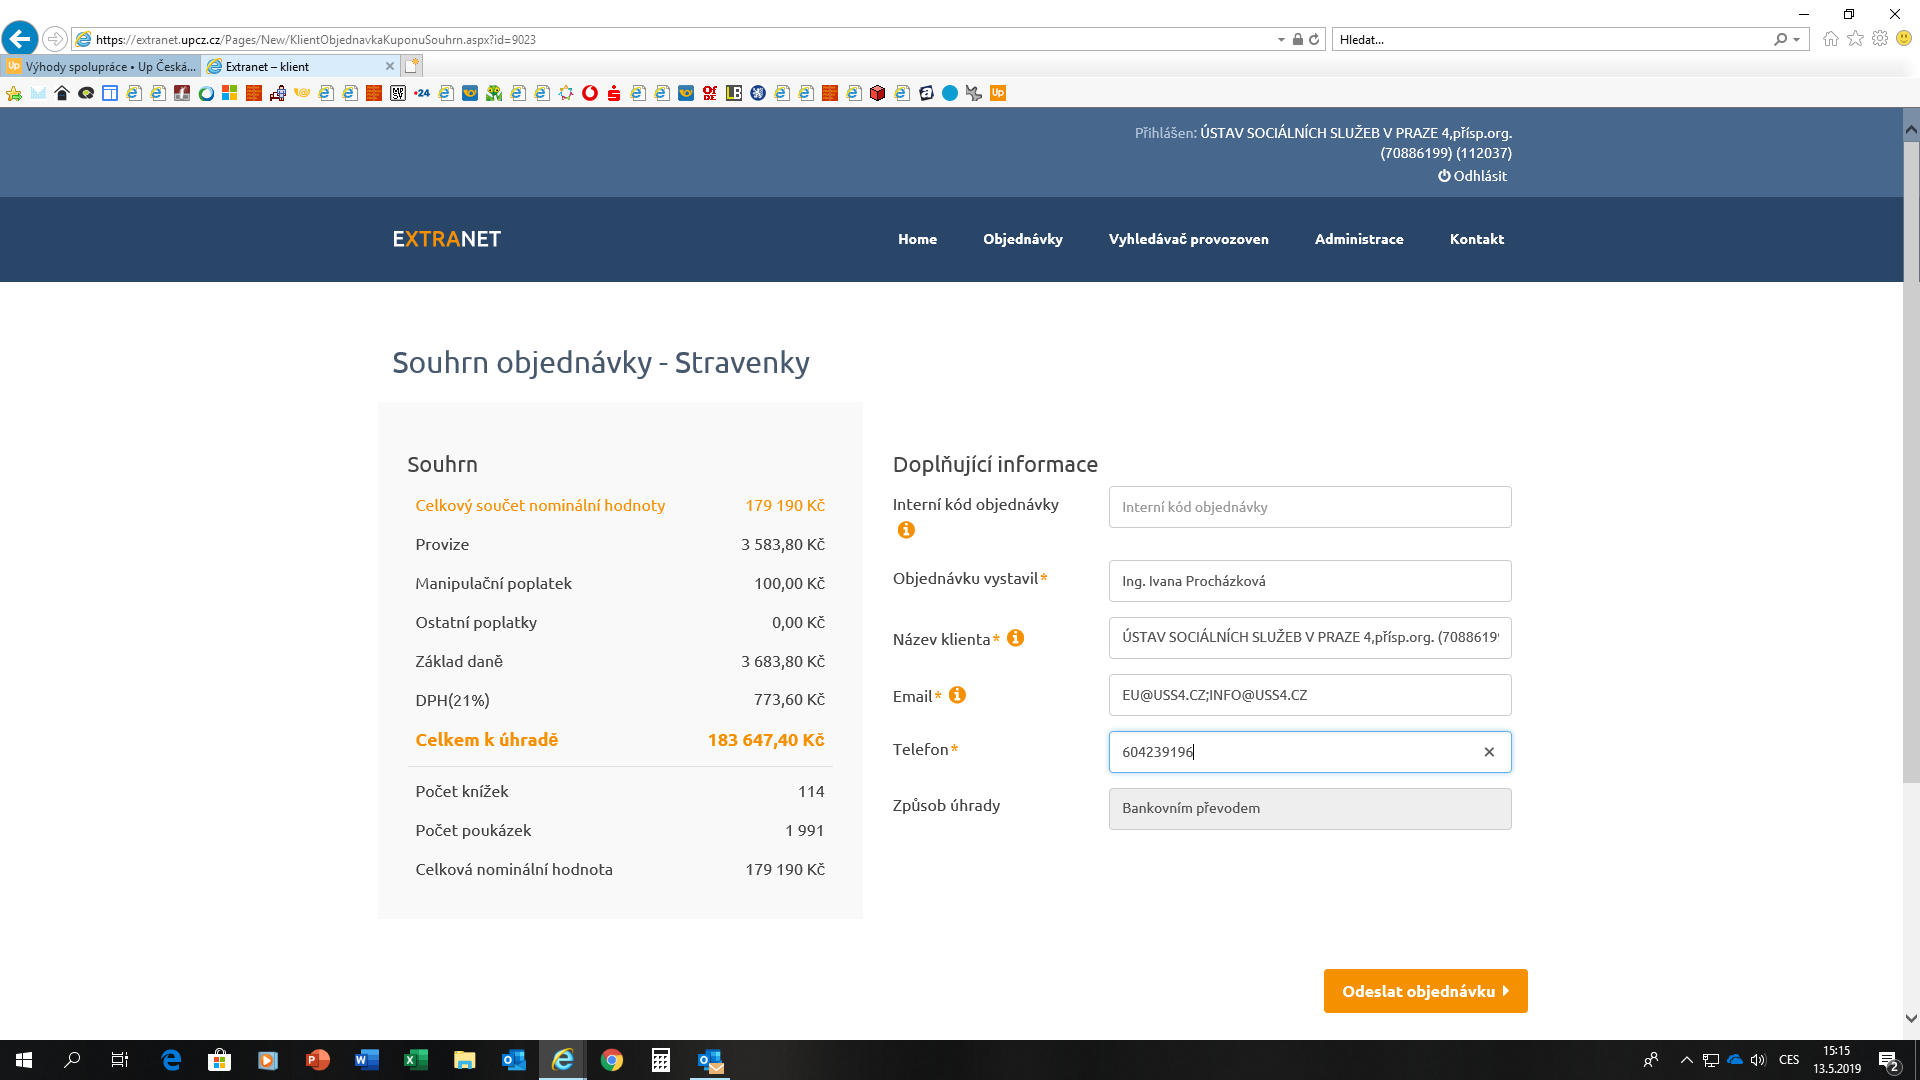 https://extranet.upcz.cz/Pages/New/KlientObjednavkaKuponuSouhrn.aspx?id=9023
Hledat...
Up Výhody spolupráce • Up Česká...
Extranet – klient
Přihlášen: ÚSTAV SOCIÁLNÍCH SLUŽEB V PRAZE 4,přísp.org.
(70886199) (112037)
Odhlásit
EXTRANET
Home Objednávky Vyhledávač provozoven Administrace Kontakt
Souhrn objednávky - Stravenky
Souhrn
Celkový součet nominální hodnoty 179 190 Kč
Provize 3 583,80 Kč
Manipulační poplatek 100,00 Kč
Ostatní poplatky 0,00 Kč
Základ daně 3 683,80 Kč
DPH(21%) 773,60 Kč
Celkem k úhradě 183 647,40 Kč
Počet knížek 114
Počet poukázek 1 991
Celková nominální hodnota 179 190 Kč
Doplňující informace
Interní kód objednávky Interní kód objednávky
Objednávku vystavil* Ing. Ivana Procházková
Název klienta* ÚSTAV SOCIÁLNÍCH SLUŽEB V PRAZE 4,přísp.org. (7088619
Email* EU@USS4.CZ;INFO@USS4.CZ
Telefon* 604239196
Způsob úhrady Bankovním převodem
Odeslat objednávku
CES
15:15
13.5.2019
2